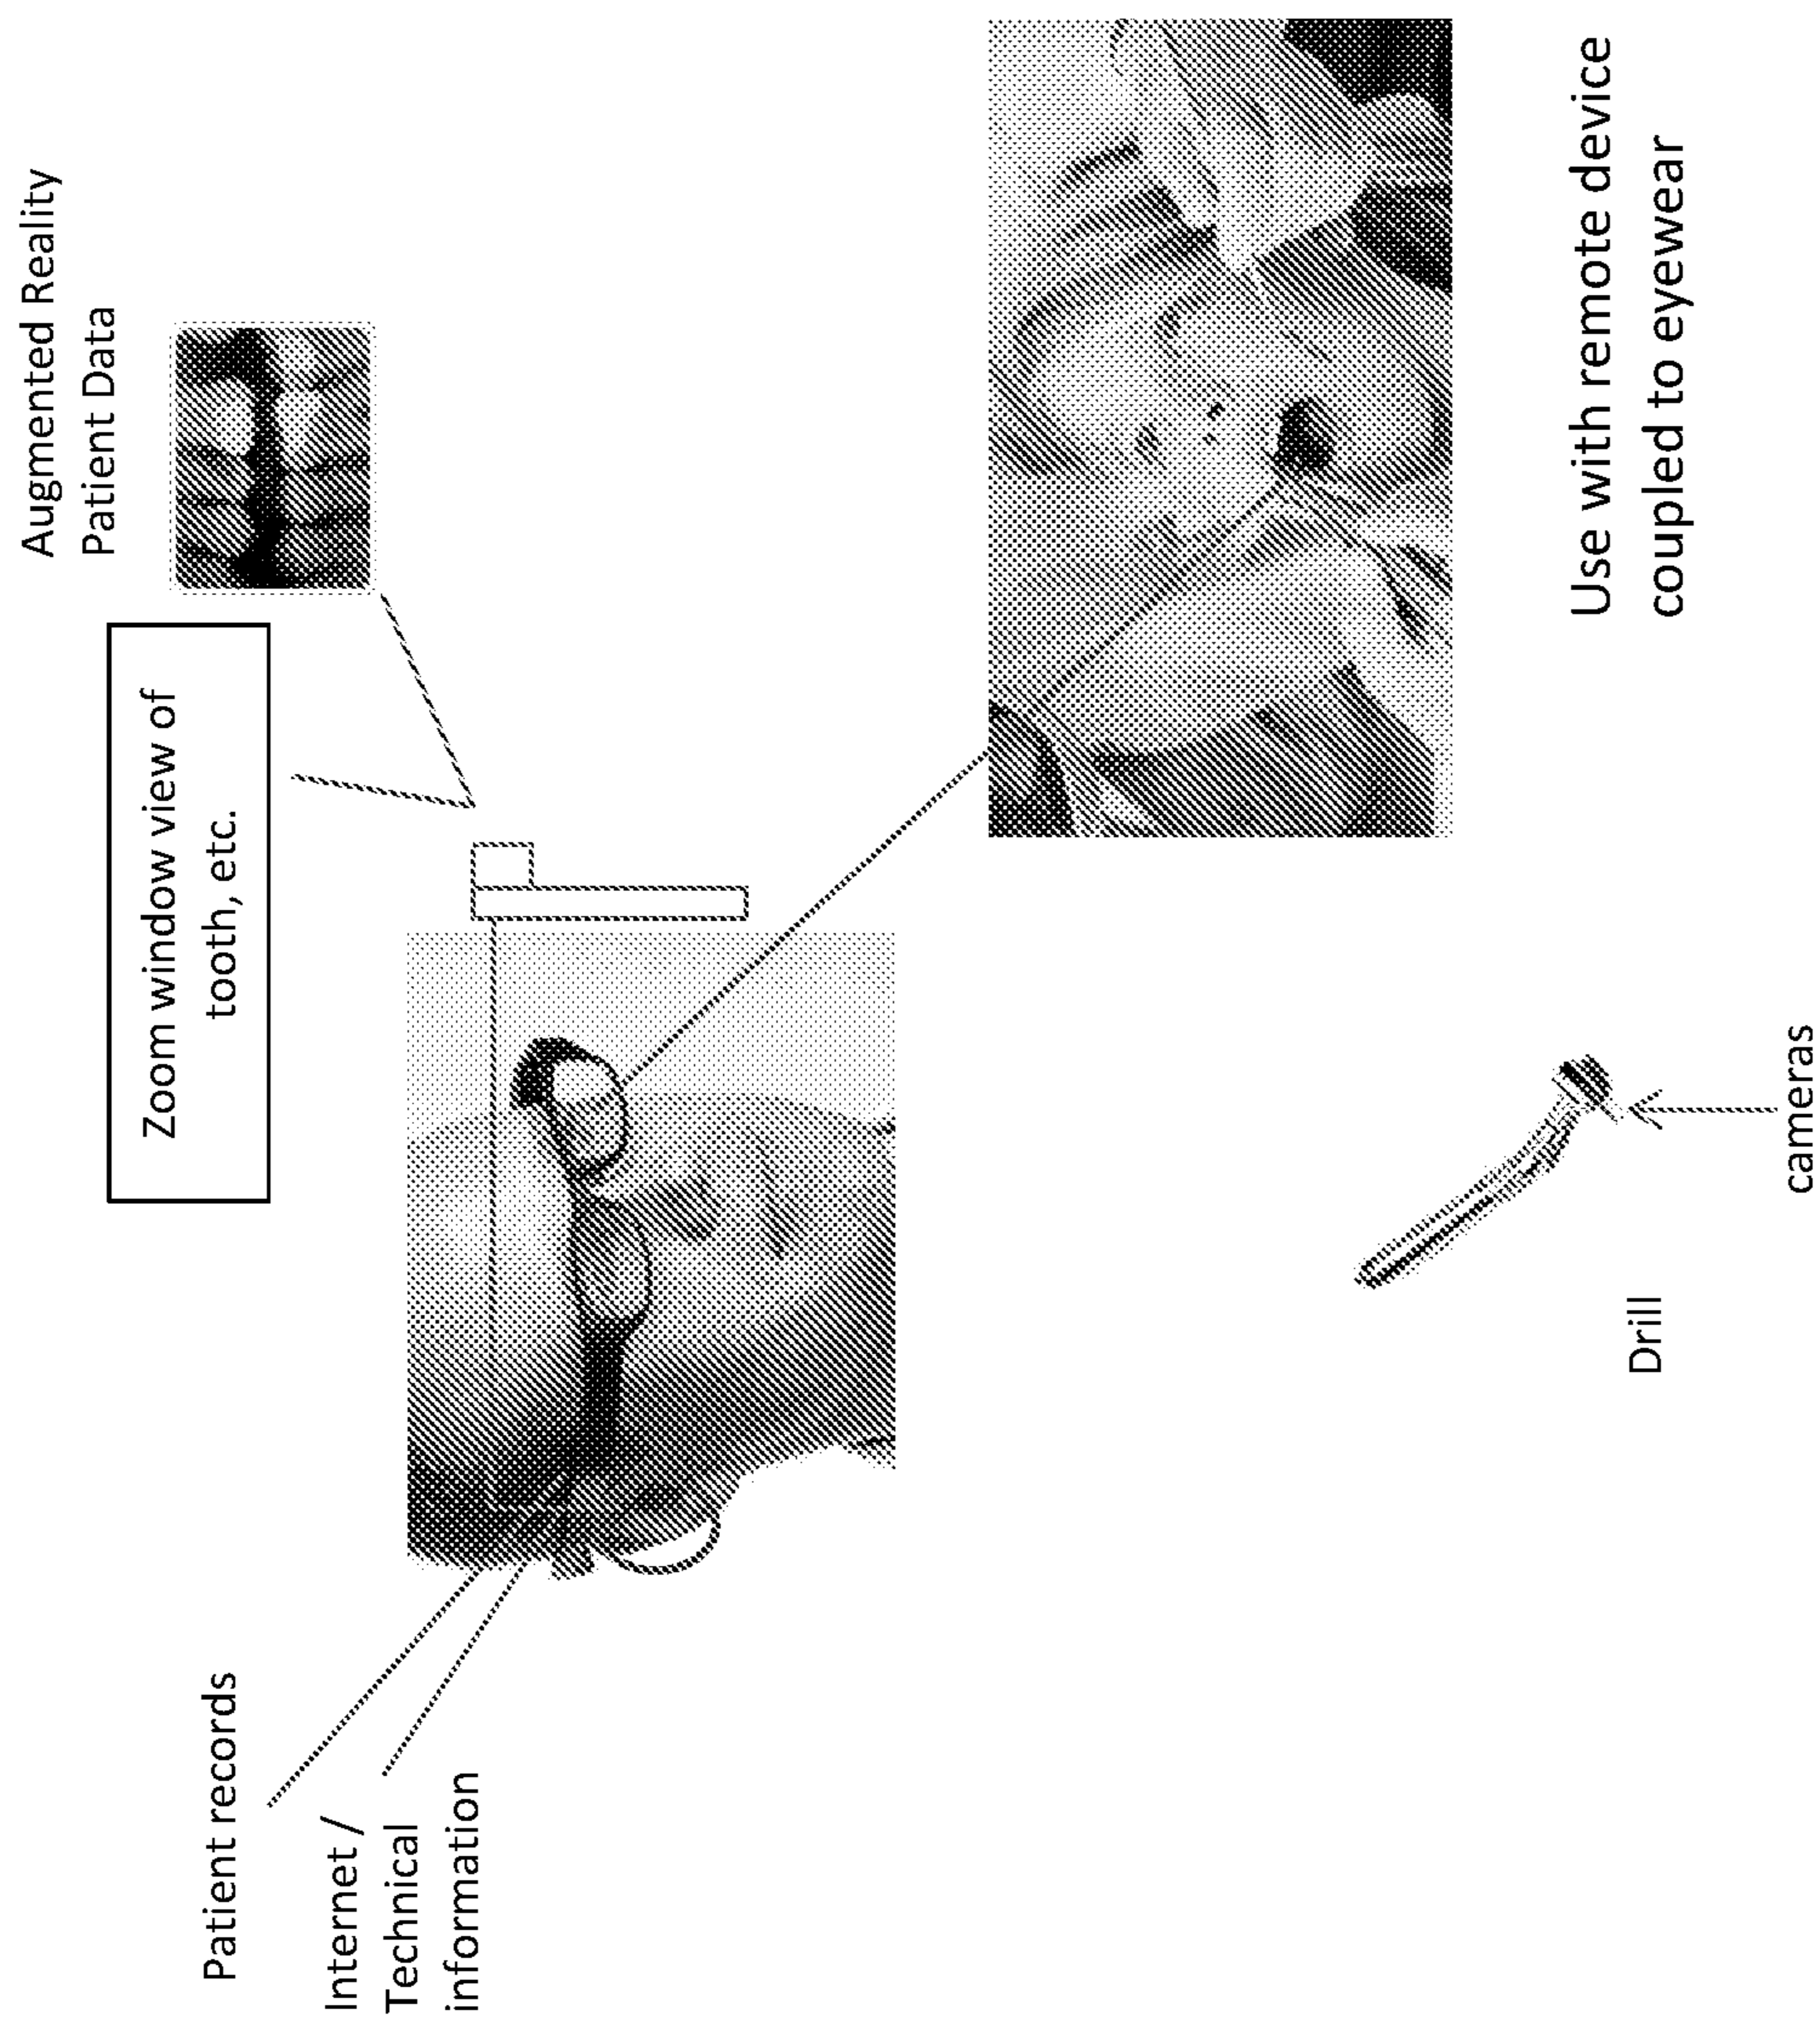 Augmented Reality
Patient Data
Zoom window view of
tooth, etc.
Patient records
Internet /
Technical
information
Use with remote device
coupled to eyewear
Drill
cameras